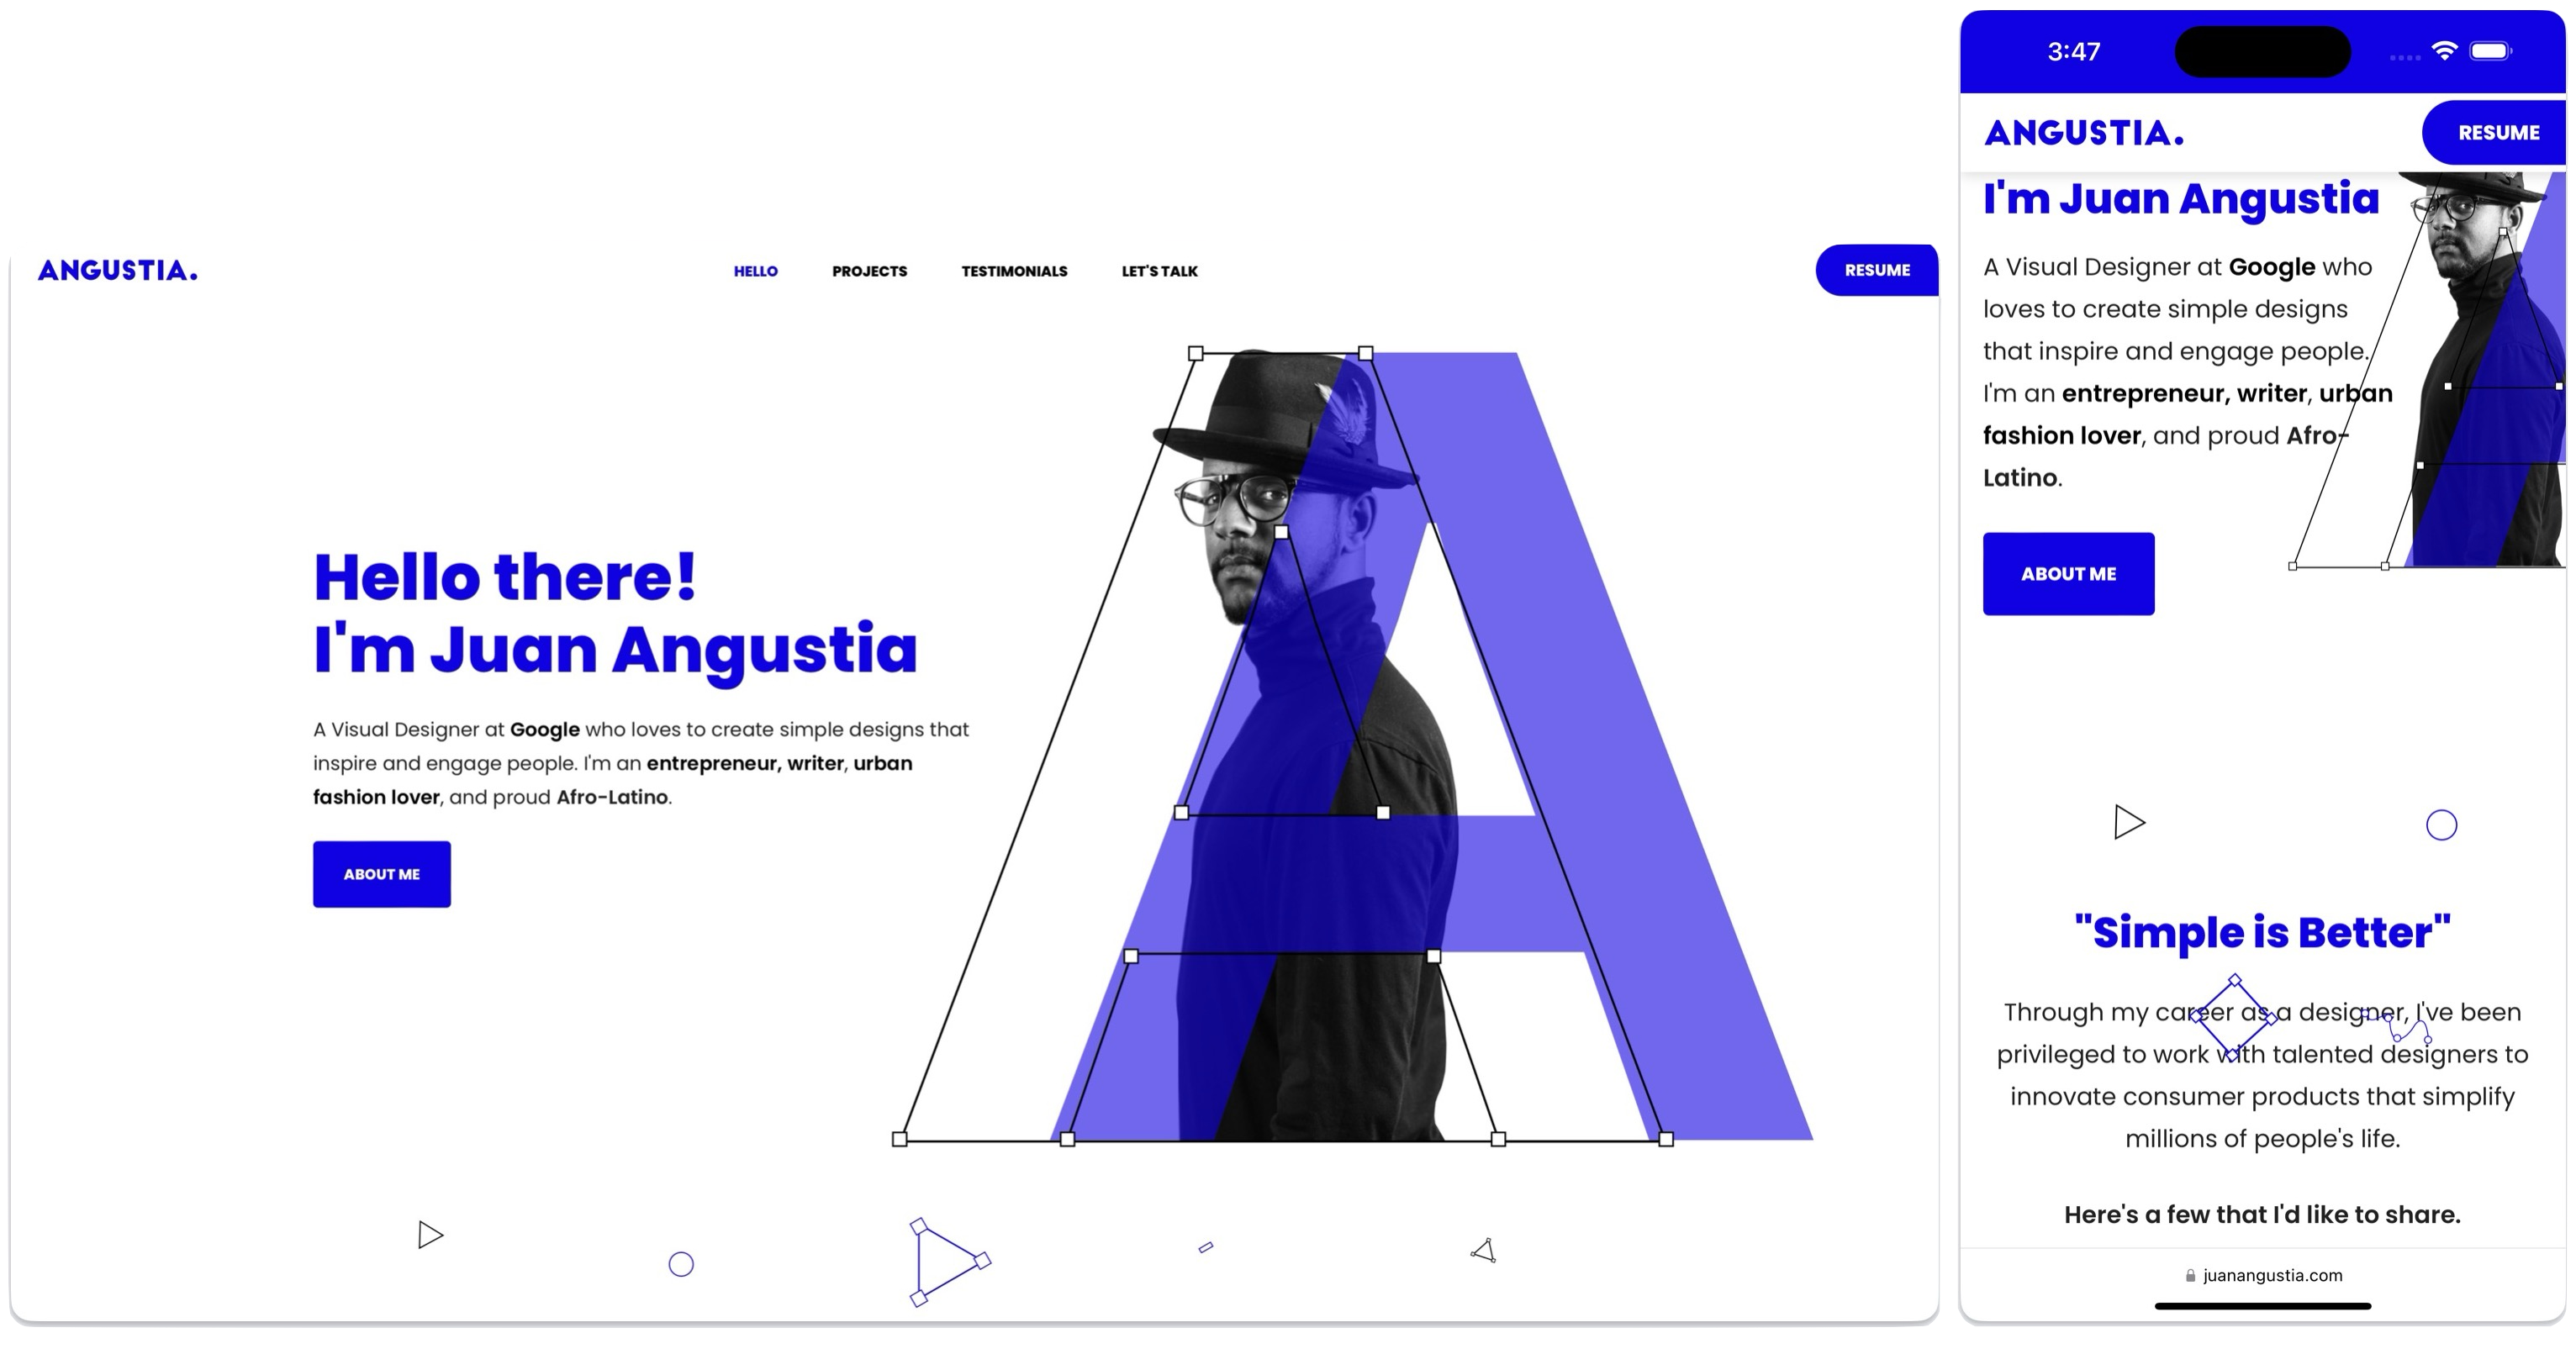 ANGUSTIA.
HELLO
PROJECTS
TESTIMONIALS
LET'S TALK
RESUME
Hello there!
I'm Juan Angustia
A Visual Designer at Google who loves to create simple designs that
inspire and engage people. I'm an entrepreneur, writer, urban
fashion lover, and proud Afro-Latino.
ABOUT ME
3:47
ANGUSTIA.
RESUME
I'm Juan Angustia
A Visual Designer at Google who
loves to create simple designs
that inspire and engage people.
I'm an entrepreneur, writer, urban
fashion lover, and proud Afro-
Latino.
ABOUT ME
"Simple is Better"
Through my career as a designer, I've been
privileged to work with talented designers to
innovate consumer products that simplify
millions of people's life.
Here's a few that I'd like to share.
juanangustia.com